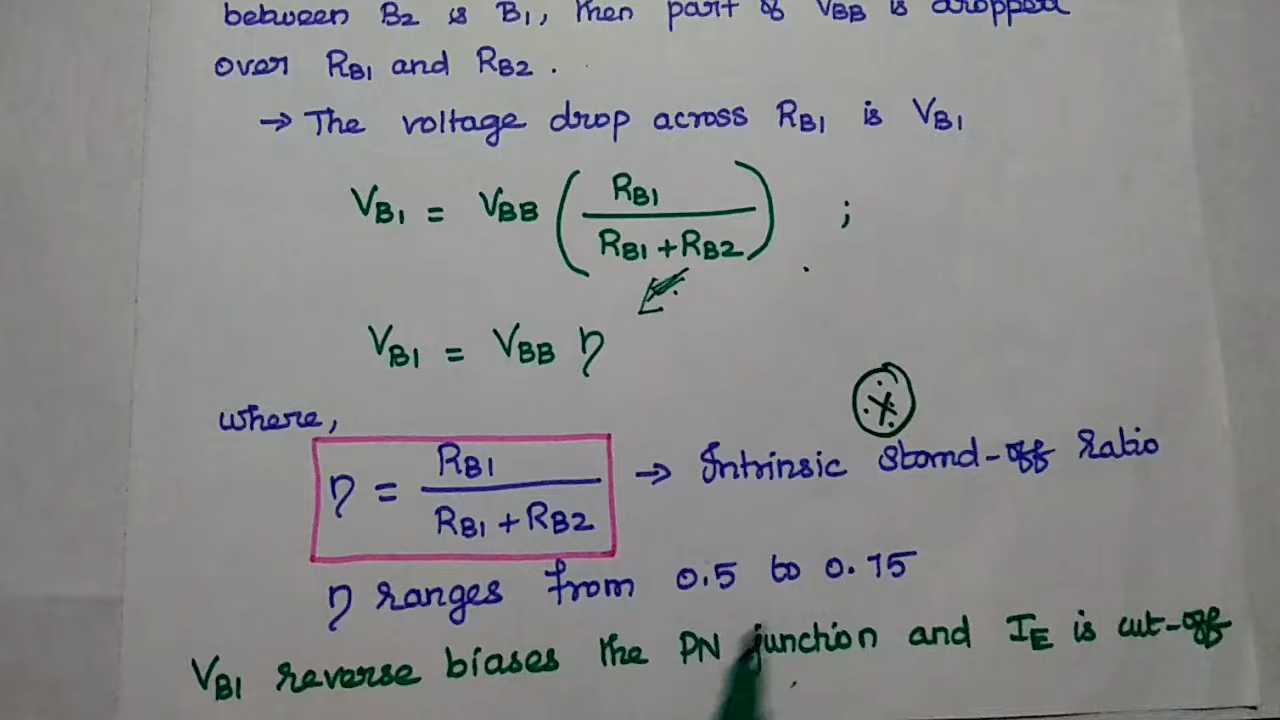 between B2 is B1, then part of VBB is dropped
over RB1 and RB2.
→ The voltage drop across RB1 is VB1
VB1 = VBB ( RB1 / RB1 + RB2 ) ;
VB1 = VBB η
where,
η = RB1 / RB1 + RB2 → Intrinsic stand-off ratio
η ranges from 0.5 to 0.75
VB1 reverse biases the PN junction and IE is cut-off